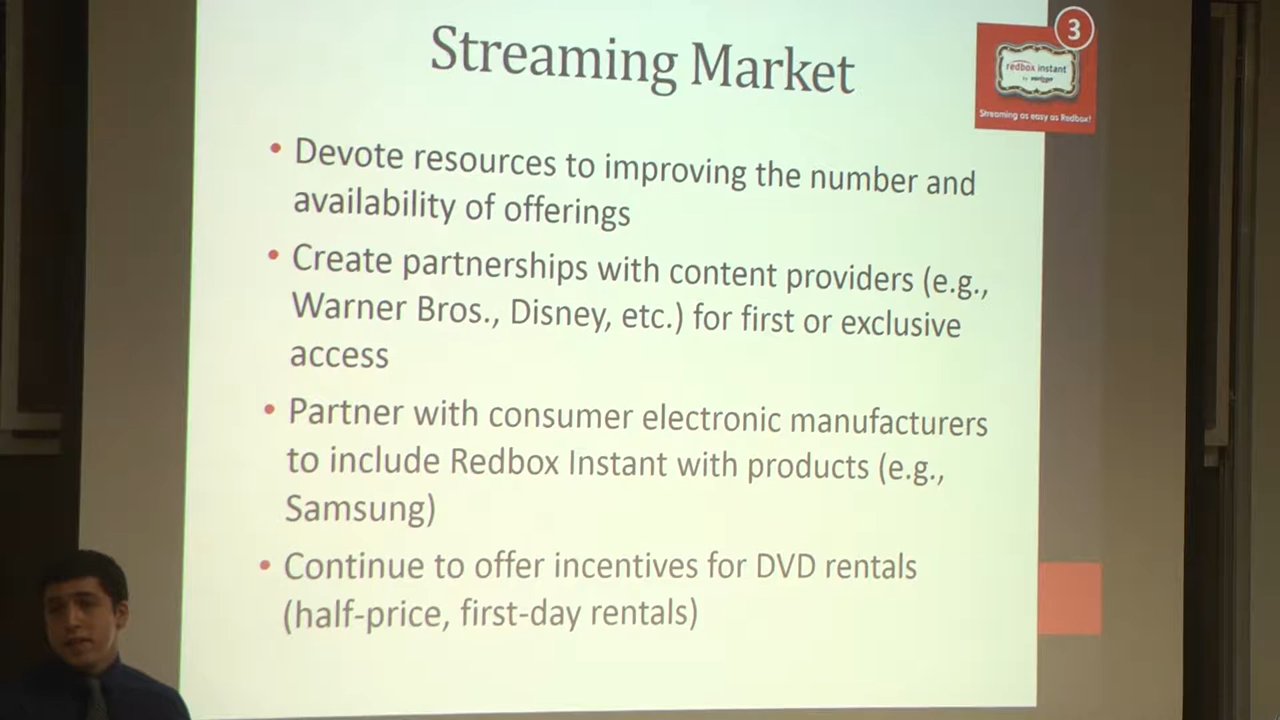 Streaming Market
3
redbox instant
by verizon
Streaming as easy as Redbox!
• Devote resources to improving the number and
availability of offerings
• Create partnerships with content providers (e.g.,
Warner Bros., Disney, etc.) for first or exclusive
access
• Partner with consumer electronic manufacturers
to include Redbox Instant with products (e.g.,
Samsung)
• Continue to offer incentives for DVD rentals
(half-price, first-day rentals)